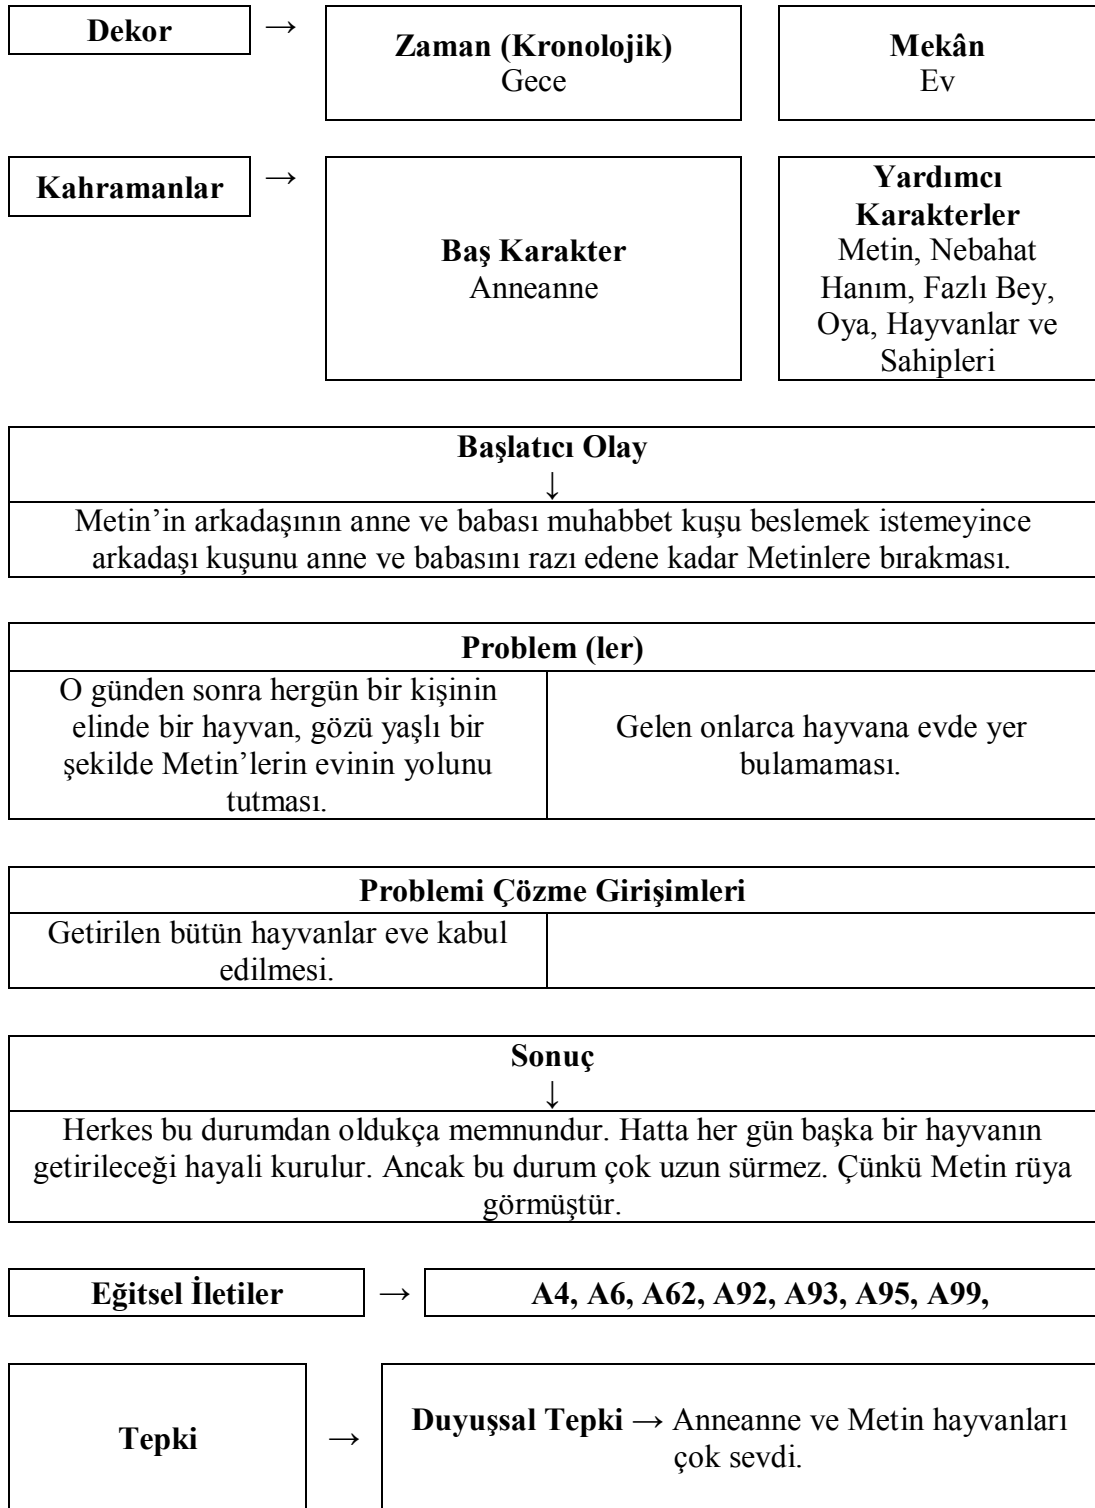 Dekor
→
Zaman (Kronolojik)
Gece
Mekân
Ev
Kahramanlar
→
Baş Karakter
Anneanne
Yardımcı
Karakterler
Metin, Nebahat
Hanım, Fazlı Bey,
Oya, Hayvanlar ve
Sahipleri
Başlatıcı Olay
↓
Metin’in arkadaşının anne ve babası muhabbet kuşu beslemek istemeyince
arkadaşı kuşunu anne ve babasını razı edene kadar Metinlere bırakması.
Problem (ler)
O günden sonra hergün bir kişinin
elinde bir hayvan, gözü yaşlı bir
şekilde Metin’lerin evinin yolunu
tutması.
Gelen onlarca hayvana evde yer
bulamaması.
Problemi Çözme Girişimleri
Getirilen bütün hayvanlar eve kabul
edilmesi.
Sonuç
↓
Herkes bu durumdan oldukça memnundur. Hatta her gün başka bir hayvanın
getirileceği hayali kurulur. Ancak bu durum çok uzun sürmez. Çünkü Metin rüya
görmüştür.
Eğitsel İletiler
→
A4, A6, A62, A92, A93, A95, A99,
Tepki
→
Duyuşsal Tepki → Anneanne ve Metin hayvanları
çok sevdi.